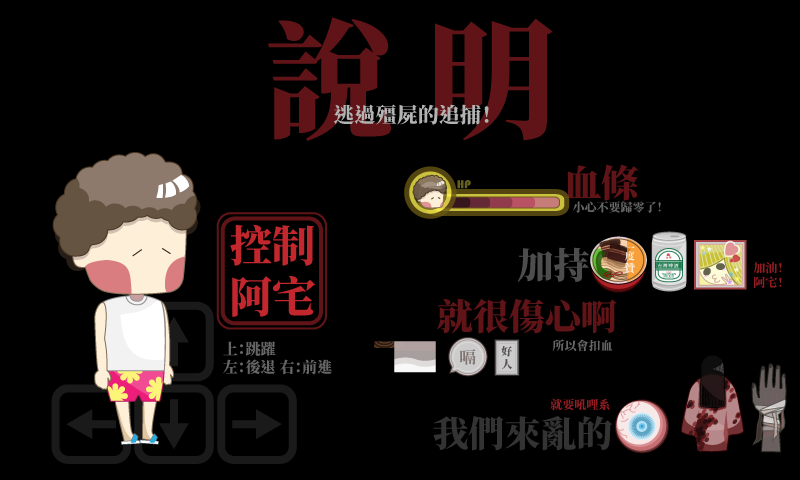 說明
逃過殭屍的追捕!
HP
血條
小心不要歸零了!
控制
阿宅
加持
加油!
阿宅!
就很傷心啊
所以會扣血
嗝
好人
上:跳躍
左:後退 右:前進
就要吼哩系
我們來亂的